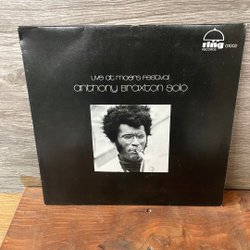 ring
RECORDS
Live at moers Festival
anthony Braxton solo